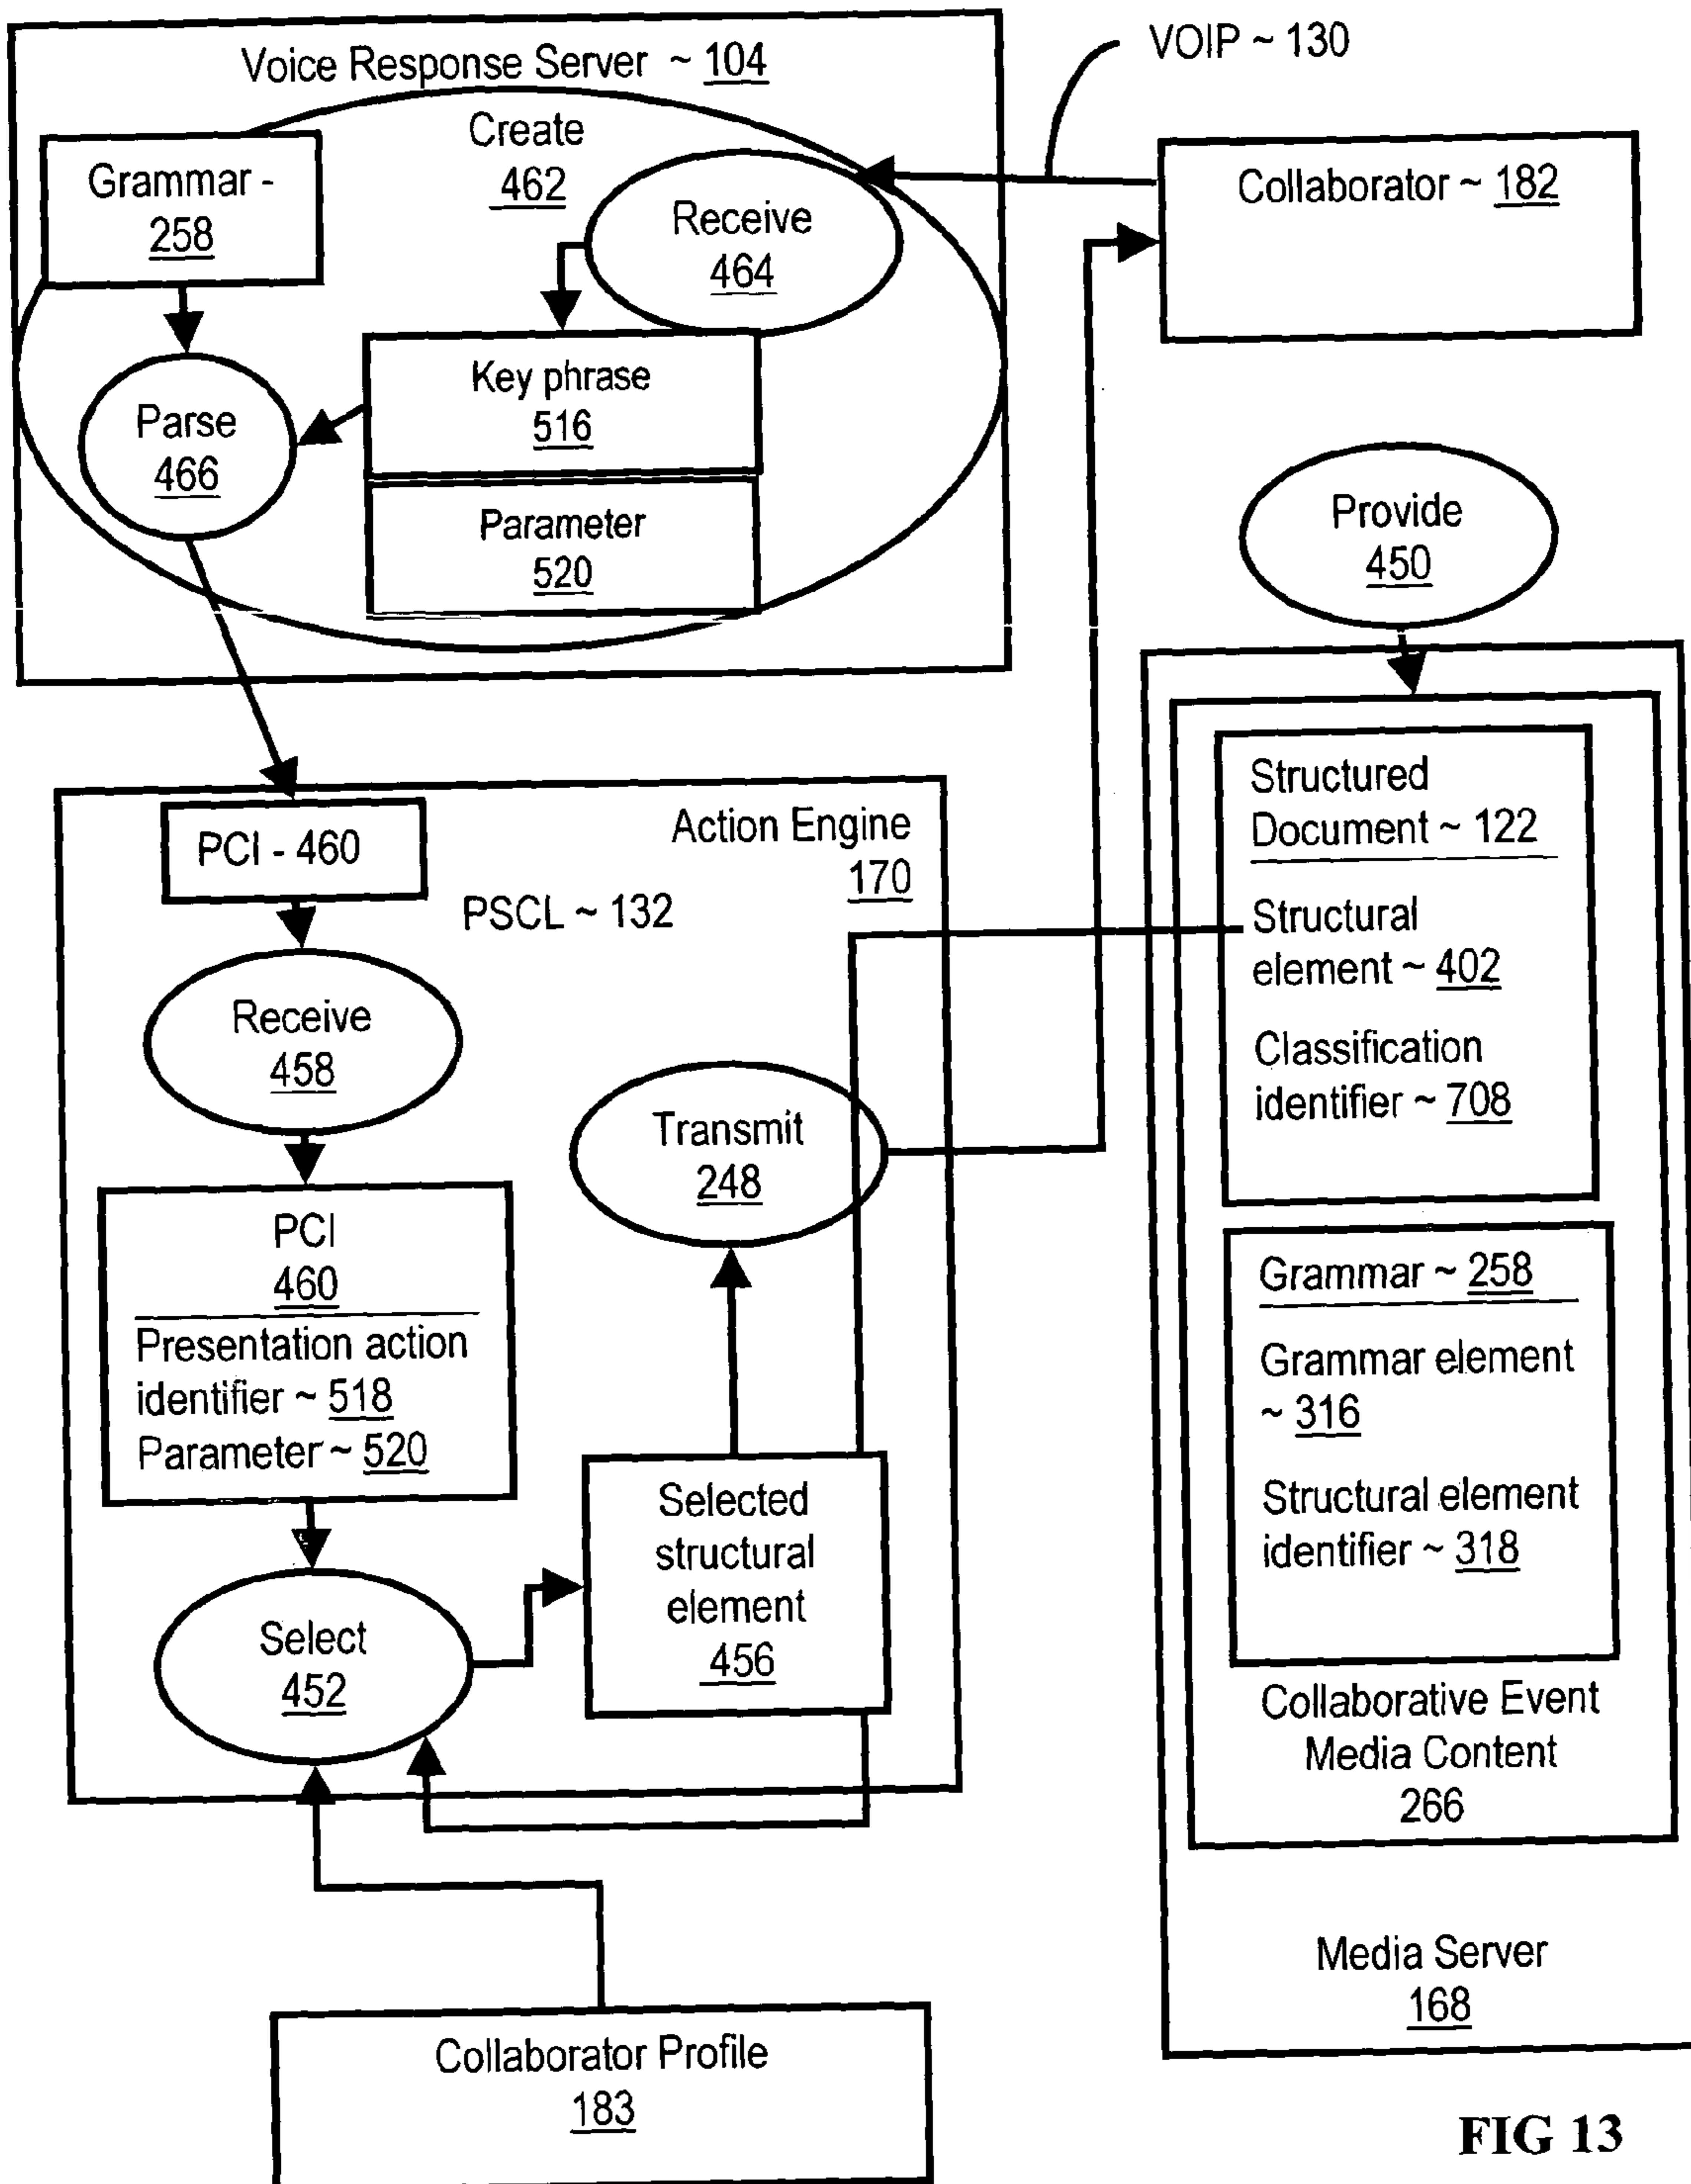 Voice Response Server ~ 104
VOIP ~ 130
Create
462
Grammar -
258
Receive
464
Collaborator ~ 182
Key phrase
516
Parse
466
Parameter
520
Provide
450
Structured
Document ~ 122
Structural
element ~ 402
Classification
identifier ~ 708
Grammar ~ 258
Grammar element
~ 316
Structural element
identifier ~ 318
Collaborative Event
Media Content
266
Media Server
168
Action Engine
170
PCI - 460
PSCL ~ 132
Receive
458
Transmit
248
PCI
460
Presentation action
identifier ~ 518
Parameter ~ 520
Selected
structural
element
456
Select
452
Collaborator Profile
183
FIG 13